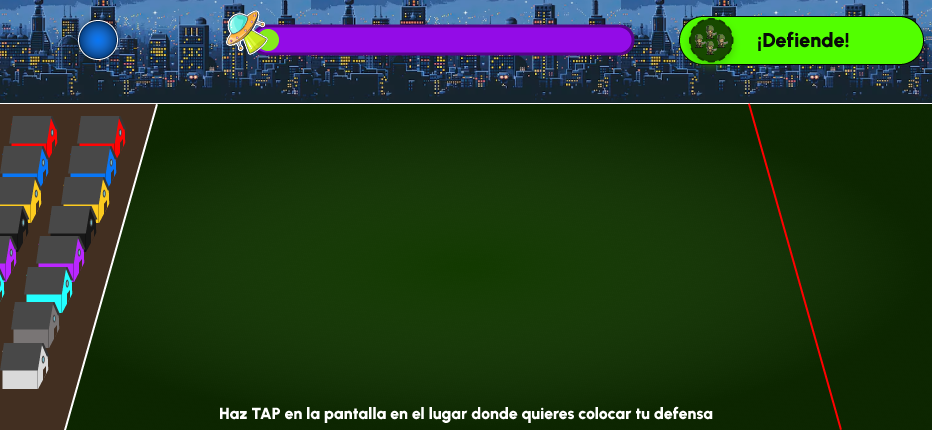 ¡Defiende!
Haz TAP en la pantalla en el lugar donde quieres colocar tu defensa